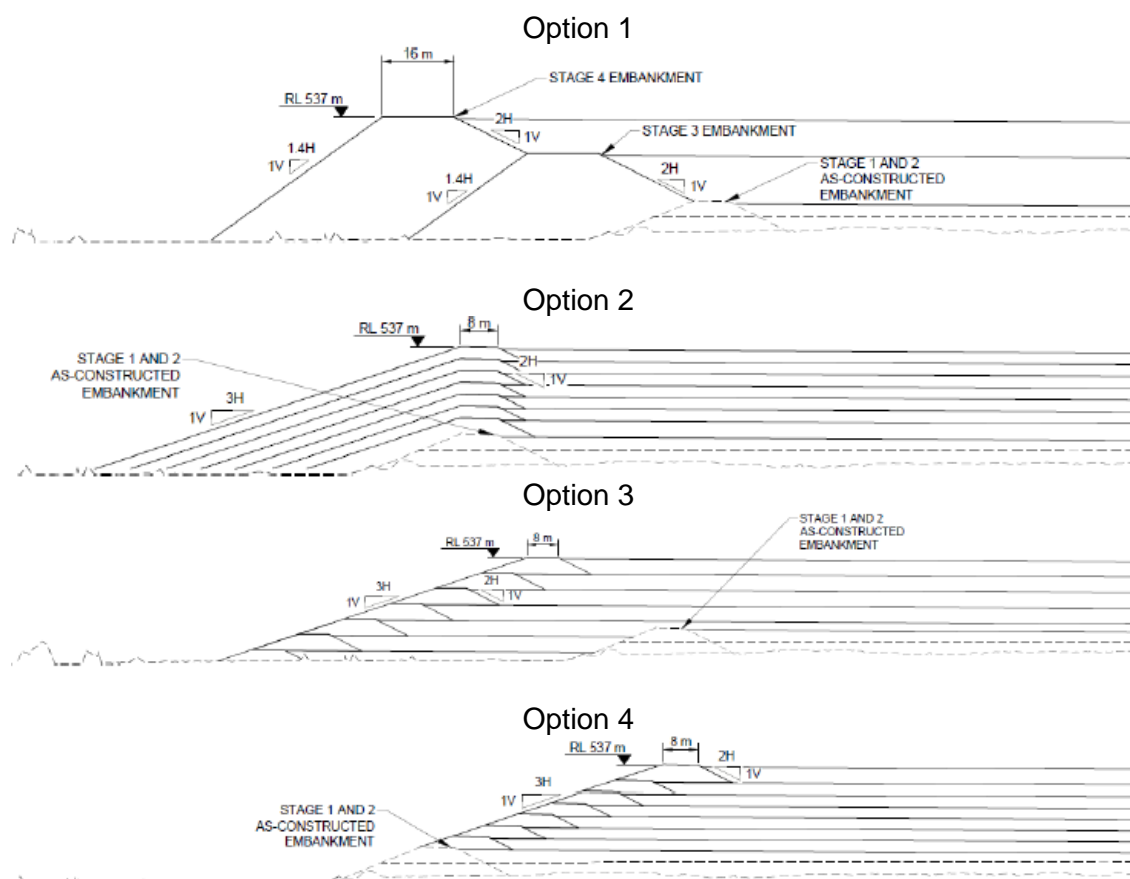 Option 1
16 m
STAGE 4 EMBANKMENT
RL 537 m
2H
1V
STAGE 3 EMBANKMENT
1.4H
1V
2H
1V
STAGE 1 AND 2
AS-CONSTRUCTED
EMBANKMENT
1.4H
1V
Option 2
RL 537 m
8 m
STAGE 1 AND 2
AS-CONSTRUCTED
EMBANKMENT
2H
1V
3H
1V
Option 3
STAGE 1 AND 2
AS-CONSTRUCTED
EMBANKMENT
RL 537 m
8 m
3H
1V
2H
1V
Option 4
RL 537 m
8 m
2H
1V
3H
1V
STAGE 1 AND 2
AS-CONSTRUCTED
EMBANKMENT